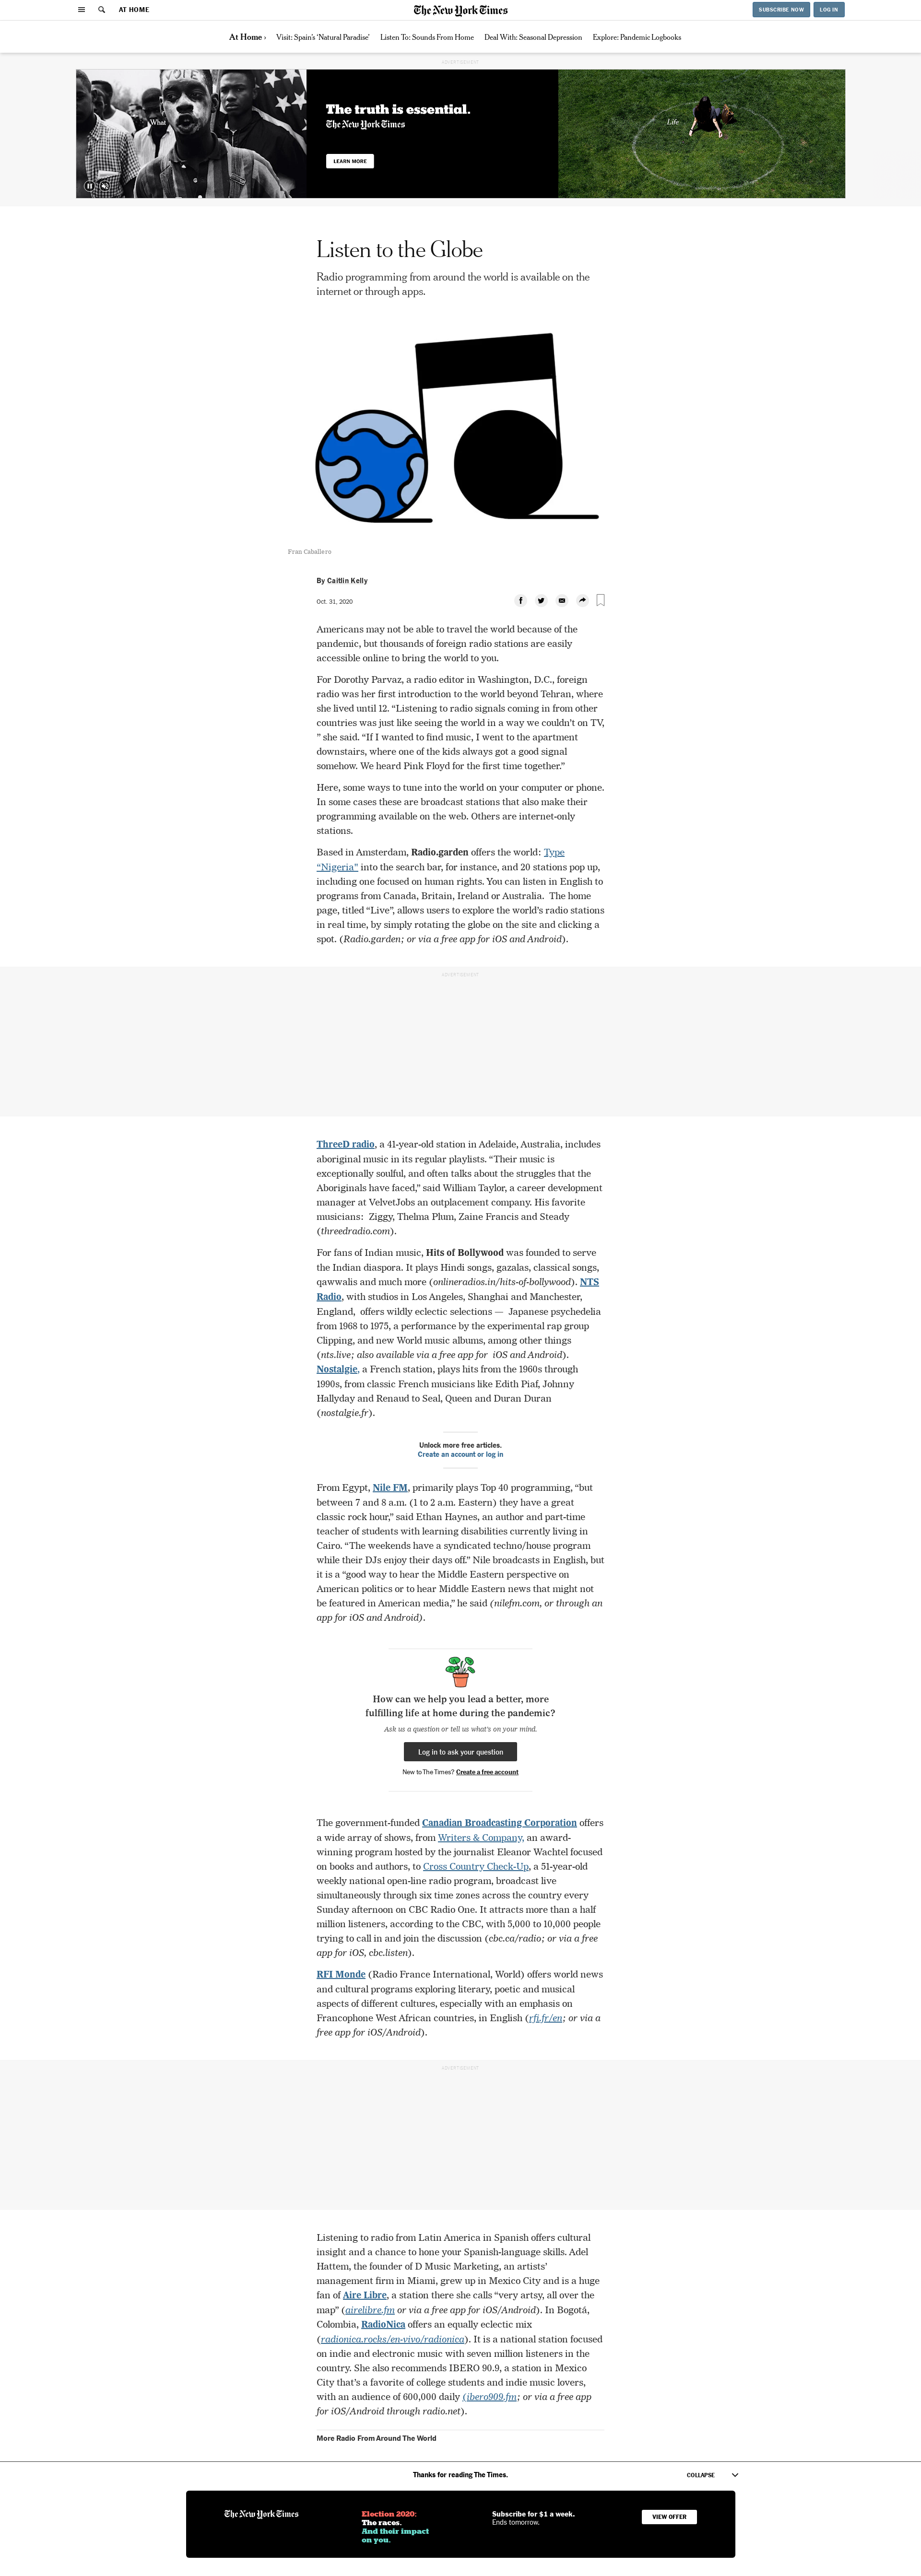 AT HOME
The New York Times
SUBSCRIBE NOW
LOG IN
At Home ›
Visit: Spain's 'Natural Paradise'
Listen To: Sounds From Home
Deal With: Seasonal Depression
Explore: Pandemic Logbooks
ADVERTISEMENT
What
The truth is essential.
The New York Times
LEARN MORE
Life
Listen to the Globe
Radio programming from around the world is available on the
internet or through apps.
Fran Caballero
By Caitlin Kelly
Oct. 31, 2020
Americans may not be able to travel the world because of the
pandemic, but thousands of foreign radio stations are easily
accessible online to bring the world to you.
For Dorothy Parvaz, a radio editor in Washington, D.C., foreign
radio was her first introduction to the world beyond Tehran, where
she lived until 12. “Listening to radio signals coming in from other
countries was just like seeing the world in a way we couldn’t on TV,
” she said. “If I wanted to find music, I went to the apartment
downstairs, where one of the kids always got a good signal
somehow. We heard Pink Floyd for the first time together.”
Here, some ways to tune into the world on your computer or phone.
In some cases these are broadcast stations that also make their
programming available on the web. Others are internet-only
stations.
Based in Amsterdam, Radio.garden offers the world: Type
“Nigeria” into the search bar, for instance, and 20 stations pop up,
including one focused on human rights. You can listen in English to
programs from Canada, Britain, Ireland or Australia. The home
page, titled “Live”, allows users to explore the world’s radio stations
in real time, by simply rotating the globe on the site and clicking a
spot. (Radio.garden; or via a free app for iOS and Android).
ADVERTISEMENT
ThreeD radio, a 41-year-old station in Adelaide, Australia, includes
aboriginal music in its regular playlists. “Their music is
exceptionally soulful, and often talks about the struggles that the
Aboriginals have faced,” said William Taylor, a career development
manager at VelvetJobs an outplacement company. His favorite
musicians: Ziggy, Thelma Plum, Zaine Francis and Steady
(threedradio.com).
For fans of Indian music, Hits of Bollywood was founded to serve
the Indian diaspora. It plays Hindi songs, gazalas, classical songs,
qawwalis and much more (onlineradios.in/hits-of-bollywood). NTS
Radio, with studios in Los Angeles, Shanghai and Manchester,
England, offers wildly eclectic selections — Japanese psychedelia
from 1968 to 1975, a performance by the experimental rap group
Clipping, and new World music albums, among other things
(nts.live; also available via a free app for iOS and Android).
Nostalgie, a French station, plays hits from the 1960s through
1990s, from classic French musicians like Edith Piaf, Johnny
Hallyday and Renaud to Seal, Queen and Duran Duran
(nostalgie.fr).
Unlock more free articles.
Create an account or log in
From Egypt, Nile FM, primarily plays Top 40 programming, “but
between 7 and 8 a.m. (1 to 2 a.m. Eastern) they have a great
classic rock hour,” said Ethan Haynes, an author and part-time
teacher of students with learning disabilities currently living in
Cairo. “The weekends have a syndicated techno/house program
while their DJs enjoy their days off.” Nile broadcasts in English, but
it is a “good way to hear the Middle Eastern perspective on
American politics or to hear Middle Eastern news that might not
be featured in American media,” he said (nilefm.com, or through an
app for iOS and Android).
How can we help you lead a better, more
fulfilling life at home during the pandemic?
Ask us a question or tell us what's on your mind.
Log in to ask your question
New to The Times? Create a free account
The government-funded Canadian Broadcasting Corporation offers
a wide array of shows, from Writers & Company, an award-
winning program hosted by the journalist Eleanor Wachtel focused
on books and authors, to Cross Country Check-Up, a 51-year-old
weekly national open-line radio program, broadcast live
simultaneously through six time zones across the country every
Sunday afternoon on CBC Radio One. It attracts more than a half
million listeners, according to the CBC, with 5,000 to 10,000 people
trying to call in and join the discussion (cbc.ca/radio; or via a free
app for iOS, cbc.listen).
RFI Monde (Radio France International, World) offers world news
and cultural programs exploring literary, poetic and musical
aspects of different cultures, especially with an emphasis on
Francophone West African countries, in English (rfi.fr/en; or via a
free app for iOS/Android).
ADVERTISEMENT
Listening to radio from Latin America in Spanish offers cultural
insight and a chance to hone your Spanish-language skills. Adel
Hattem, the founder of D Music Marketing, an artists’
management firm in Miami, grew up in Mexico City and is a huge
fan of Aire Libre, a station there she calls “very artsy, all over the
map” (airelibre.fm or via a free app for iOS/Android). In Bogotá,
Colombia, RadioNica offers an equally eclectic mix
(radionica.rocks/en-vivo/radionica). It is a national station focused
on indie and electronic music with seven million listeners in the
country. She also recommends IBERO 90.9, a station in Mexico
City that’s a favorite of college students and indie music lovers,
with an audience of 600,000 daily (ibero909.fm; or via a free app
for iOS/Android through radio.net).
More Radio From Around The World
Thanks for reading The Times.
COLLAPSE
The New York Times
Election 2020:
The races.
And their impact
on you.
Subscribe for $1 a week.
Ends tomorrow.
VIEW OFFER